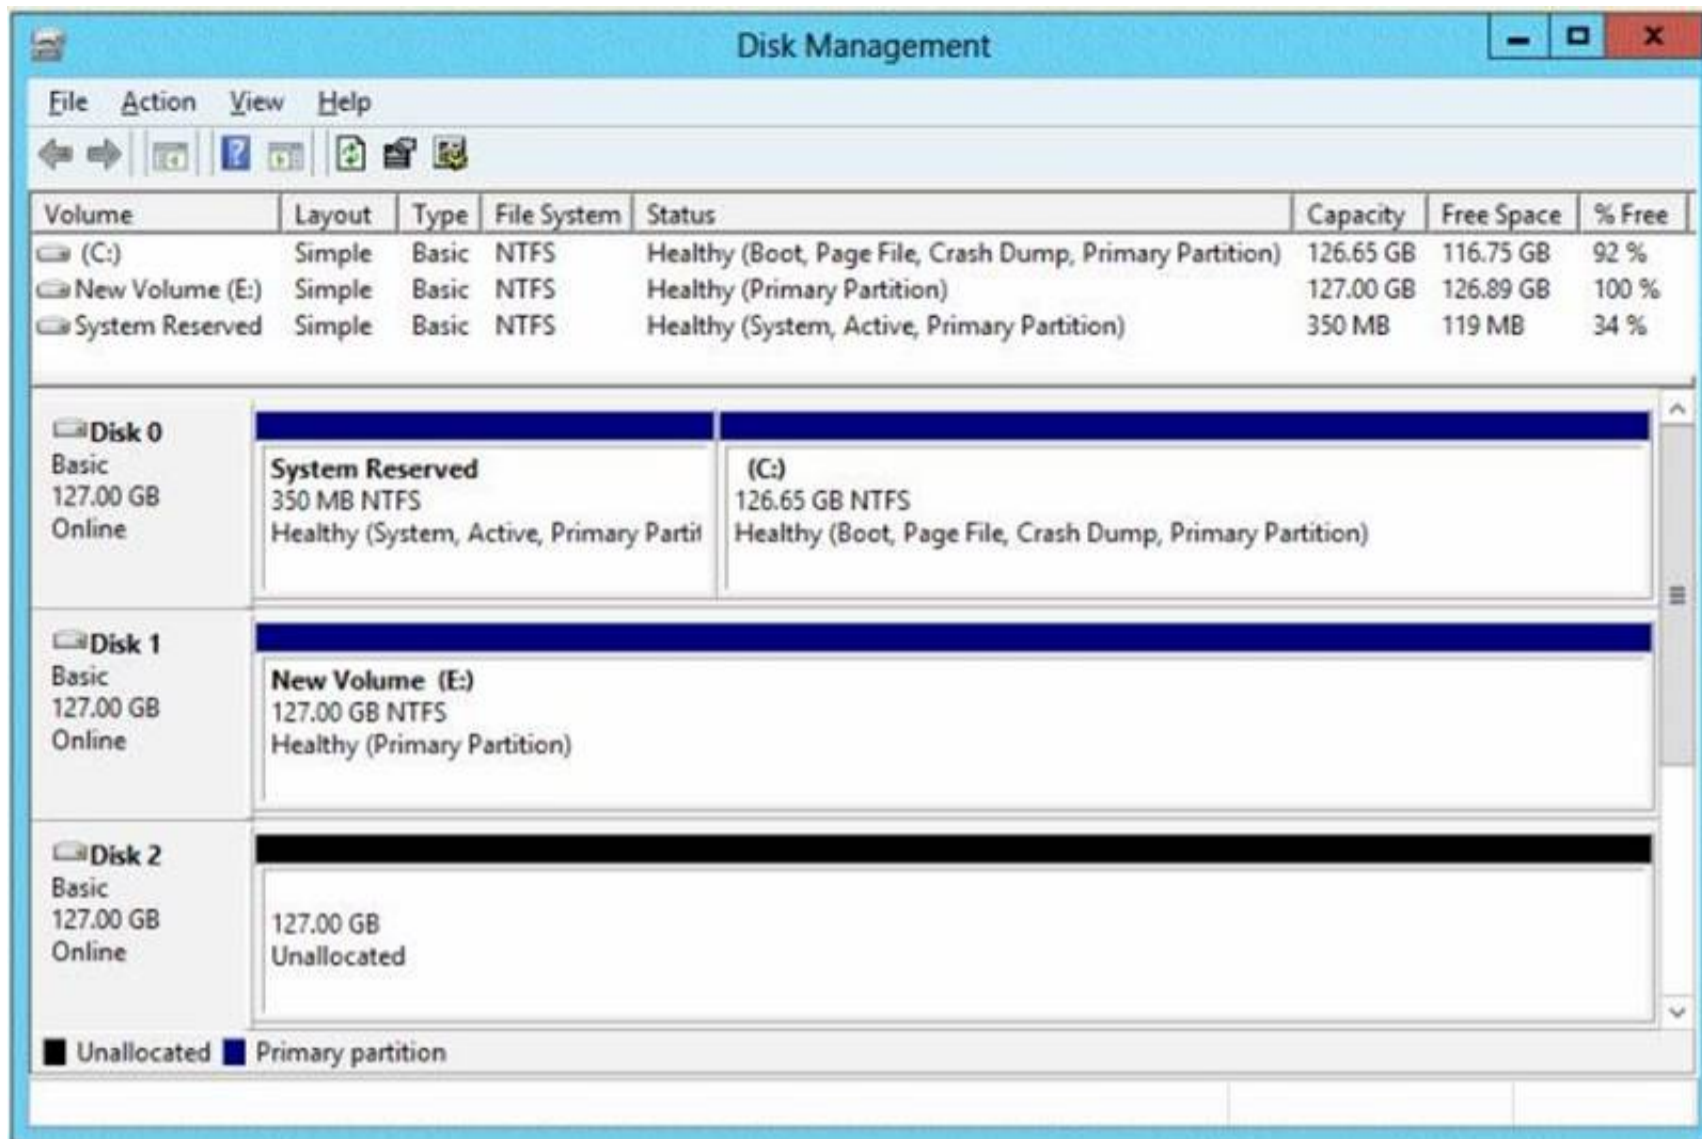 Disk Management
File Action View Help
Volume Layout Type File System Status Capacity Free Space % Free
(C:) Simple Basic NTFS Healthy (Boot, Page File, Crash Dump, Primary Partition) 126.65 GB 116.75 GB 92 %
New Volume (E:) Simple Basic NTFS Healthy (Primary Partition) 127.00 GB 126.89 GB 100 %
System Reserved Simple Basic NTFS Healthy (System, Active, Primary Partition) 350 MB 119 MB 34 %
Disk 0
Basic
127.00 GB
Online
System Reserved
350 MB NTFS
Healthy (System, Active, Primary Partit
(C:)
126.65 GB NTFS
Healthy (Boot, Page File, Crash Dump, Primary Partition)
Disk 1
Basic
127.00 GB
Online
New Volume (E:)
127.00 GB NTFS
Healthy (Primary Partition)
Disk 2
Basic
127.00 GB
Online
127.00 GB
Unallocated
Unallocated Primary partition